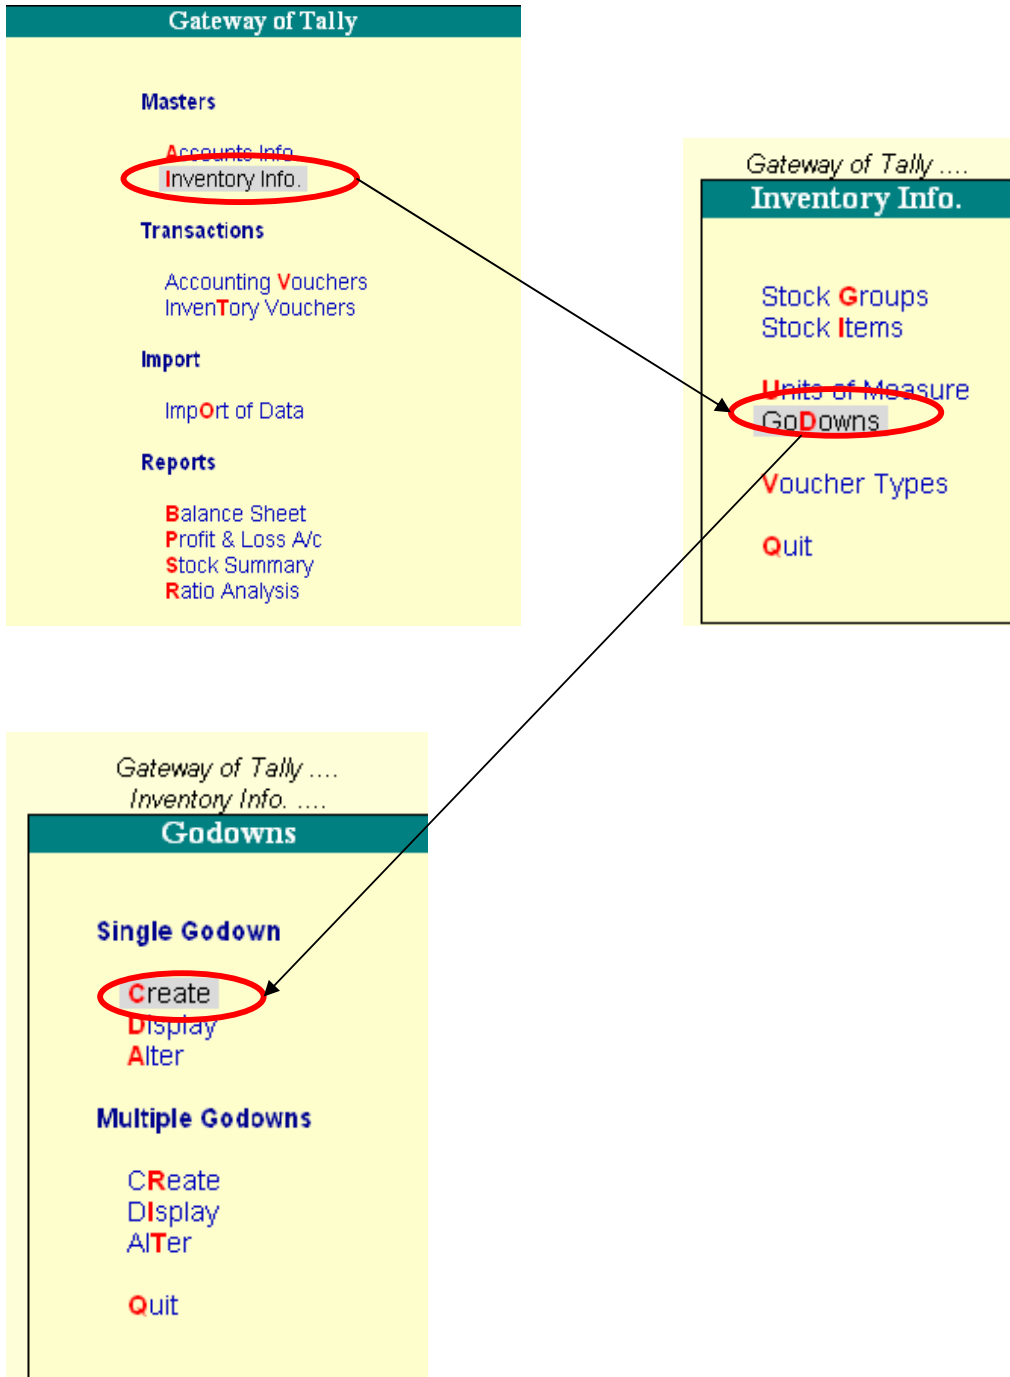 Gateway of Tally
Masters
Accounts Info.
Inventory Info.
Transactions
Accounting Vouchers
InvenTory Vouchers
Import
ImpOrt of Data
Reports
Balance Sheet
Profit & Loss A/c
Stock Summary
Ratio Analysis
Gateway of Tally ....
Inventory Info.
Stock Groups
Stock Items
Units of Measure
GoDowns
Voucher Types
Quit
Gateway of Tally ....
Inventory Info. ....
Godowns
Single Godown
Create
Display
Alter
Multiple Godowns
CReate
DIsplay
AlTer
Quit